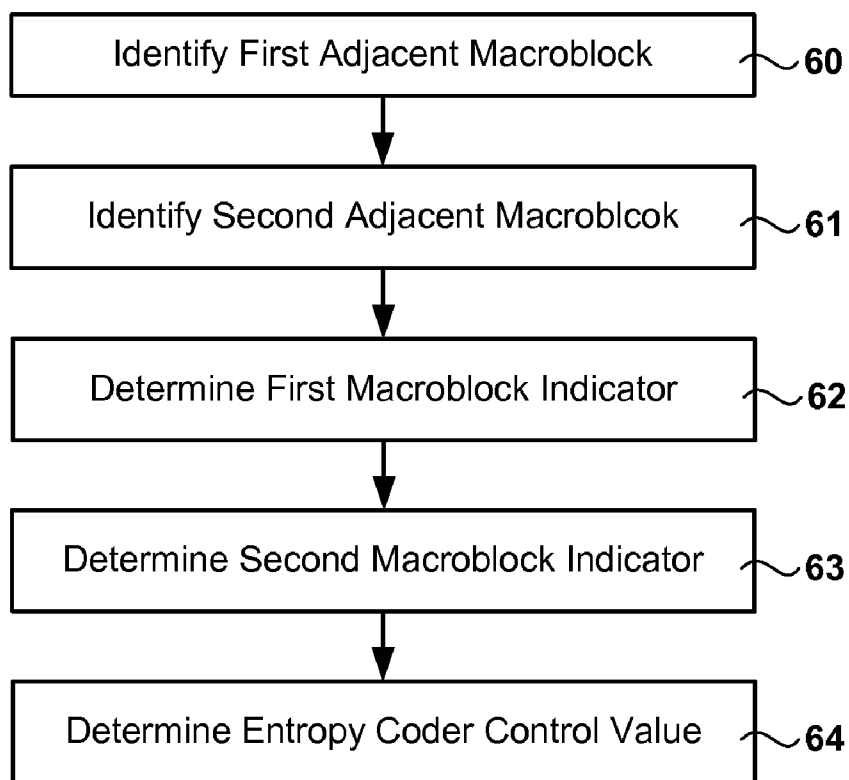 Identify First Adjacent Macroblock 60
Identify Second Adjacent Macroblcok 61
Determine First Macroblock Indicator 62
Determine Second Macroblock Indicator 63
Determine Entropy Coder Control Value 64